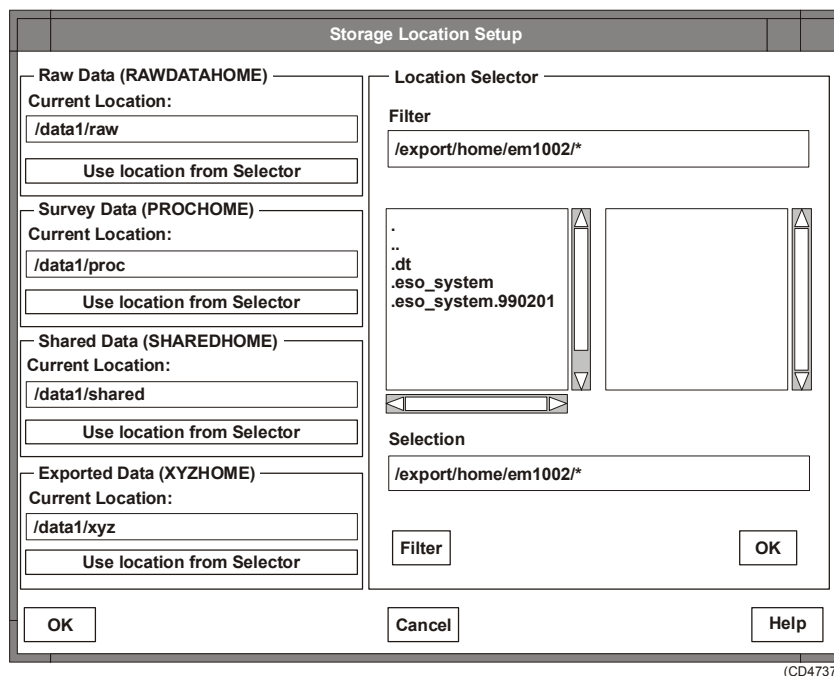 Storage Location Setup
Raw Data (RAWDATAHOME)
Current Location:
/data1/raw
Use location from Selector
Survey Data (PROCHOME)
Current Location:
/data1/proc
Use location from Selector
Shared Data (SHAREDHOME)
Current Location:
/data1/shared
Use location from Selector
Exported Data (XYZHOME)
Current Location:
/data1/xyz
Use location from Selector
Location Selector
Filter
/export/home/em1002/*
.
..
.dt
.eso_system
.eso_system.990201
Selection
/export/home/em1002/*
Filter
OK
OK
Cancel
Help
(CD4737